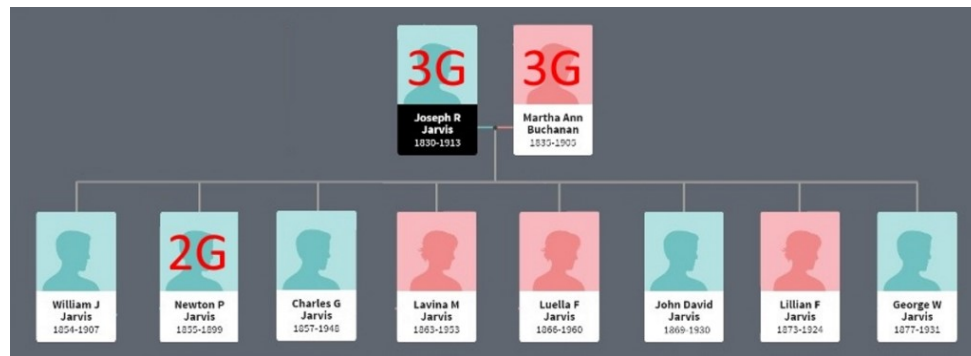 3G
Joseph R
Jarvis
1830-1913
3G
Martha Ann
Buchanan
1835-1905
William J
Jarvis
1854-1907
2G
Newton P
Jarvis
1855-1899
Charles G
Jarvis
1857-1948
Lavina M
Jarvis
1863-1953
Luella F
Jarvis
1866-1960
John David
Jarvis
1869-1930
Lillian F
Jarvis
1873-1924
George W
Jarvis
1877-1931